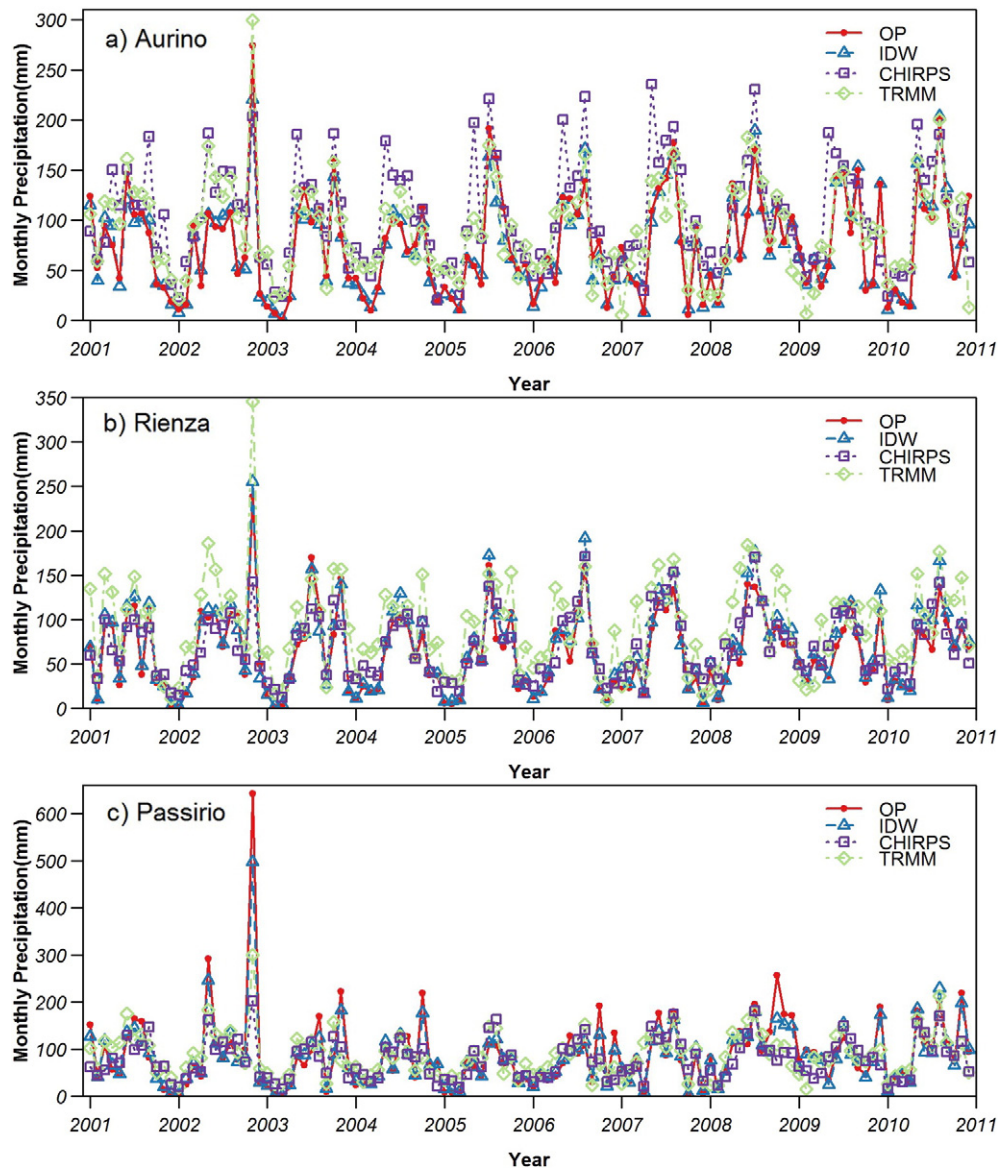 a) Aurino
OP
IDW
CHIRPS
TRMM
Monthly Precipitation(mm)
300
250
200
150
100
50
0
2001 2002 2003 2004 2005 2006 2007 2008 2009 2010 2011
Year
b) Rienza
OP
IDW
CHIRPS
TRMM
Monthly Precipitation(mm)
350
300
250
200
150
100
50
0
2001 2002 2003 2004 2005 2006 2007 2008 2009 2010 2011
Year
c) Passirio
OP
IDW
CHIRPS
TRMM
Monthly Precipitation(mm)
600
500
400
300
200
100
0
2001 2002 2003 2004 2005 2006 2007 2008 2009 2010 2011
Year